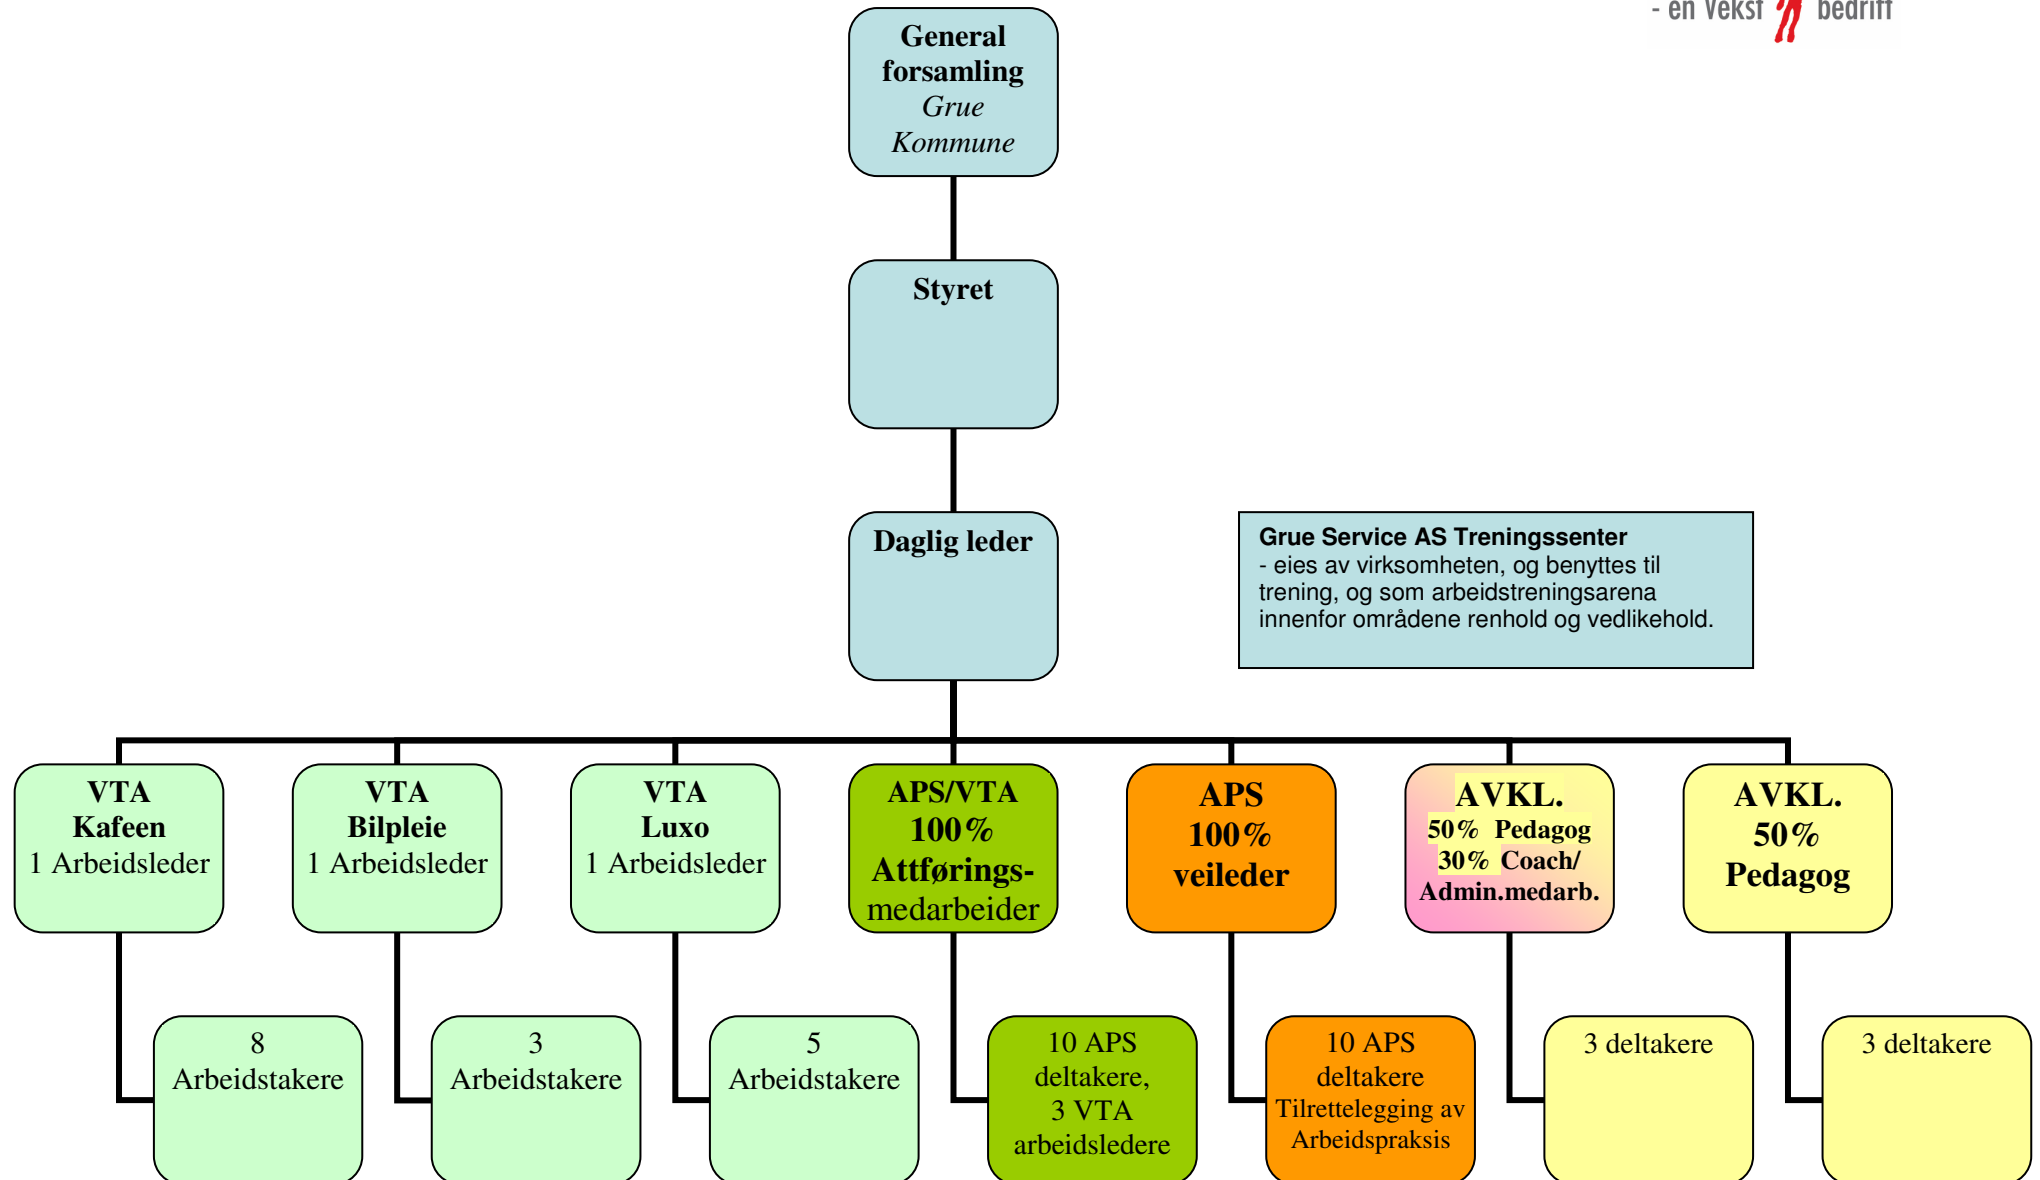 - en Vekst bedrift
General
forsamling
Grue
Kommune
Styret
Daglig leder
Grue Service AS Treningssenter
- eies av virksomheten, og benyttes til
trening, og som arbeidstreningsarena
innenfor områdene renhold og vedlikehold.
VTA
Kafeen
1 Arbeidsleder
VTA
Bilpleie
1 Arbeidsleder
VTA
Luxo
1 Arbeidsleder
APS/VTA
100%
Attførings-
medarbeider
APS
100%
veileder
AVKL.
50% Pedagog
30% Coach/
Admin.medarb.
AVKL.
50%
Pedagog
8
Arbeidstakere
3
Arbeidstakere
5
Arbeidstakere
10 APS
deltakere,
3 VTA
arbeidsledere
10 APS
deltakere
Tilrettelegging av
Arbeidspraksis
3 deltakere
3 deltakere